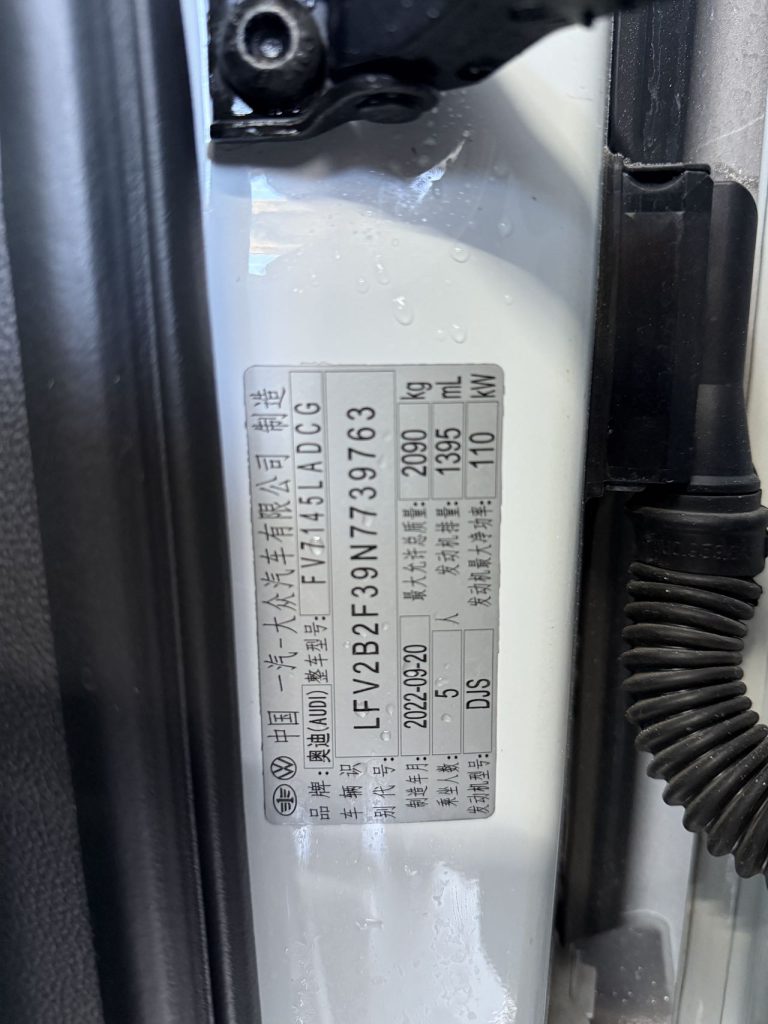 中国 一汽-大众汽车有限公司 制造
品牌: 奥迪(AUDI) 整车型号: FV7145LADCG
车辆识别代号: LFV2B2F39N7739763
制造年月: 2022-09-20 最大允许总质量: 2090 kg
乘坐人数: 5 人 发动机排量: 1395 mL
发动机型号: DJS 发动机最大净功率: 110 kW